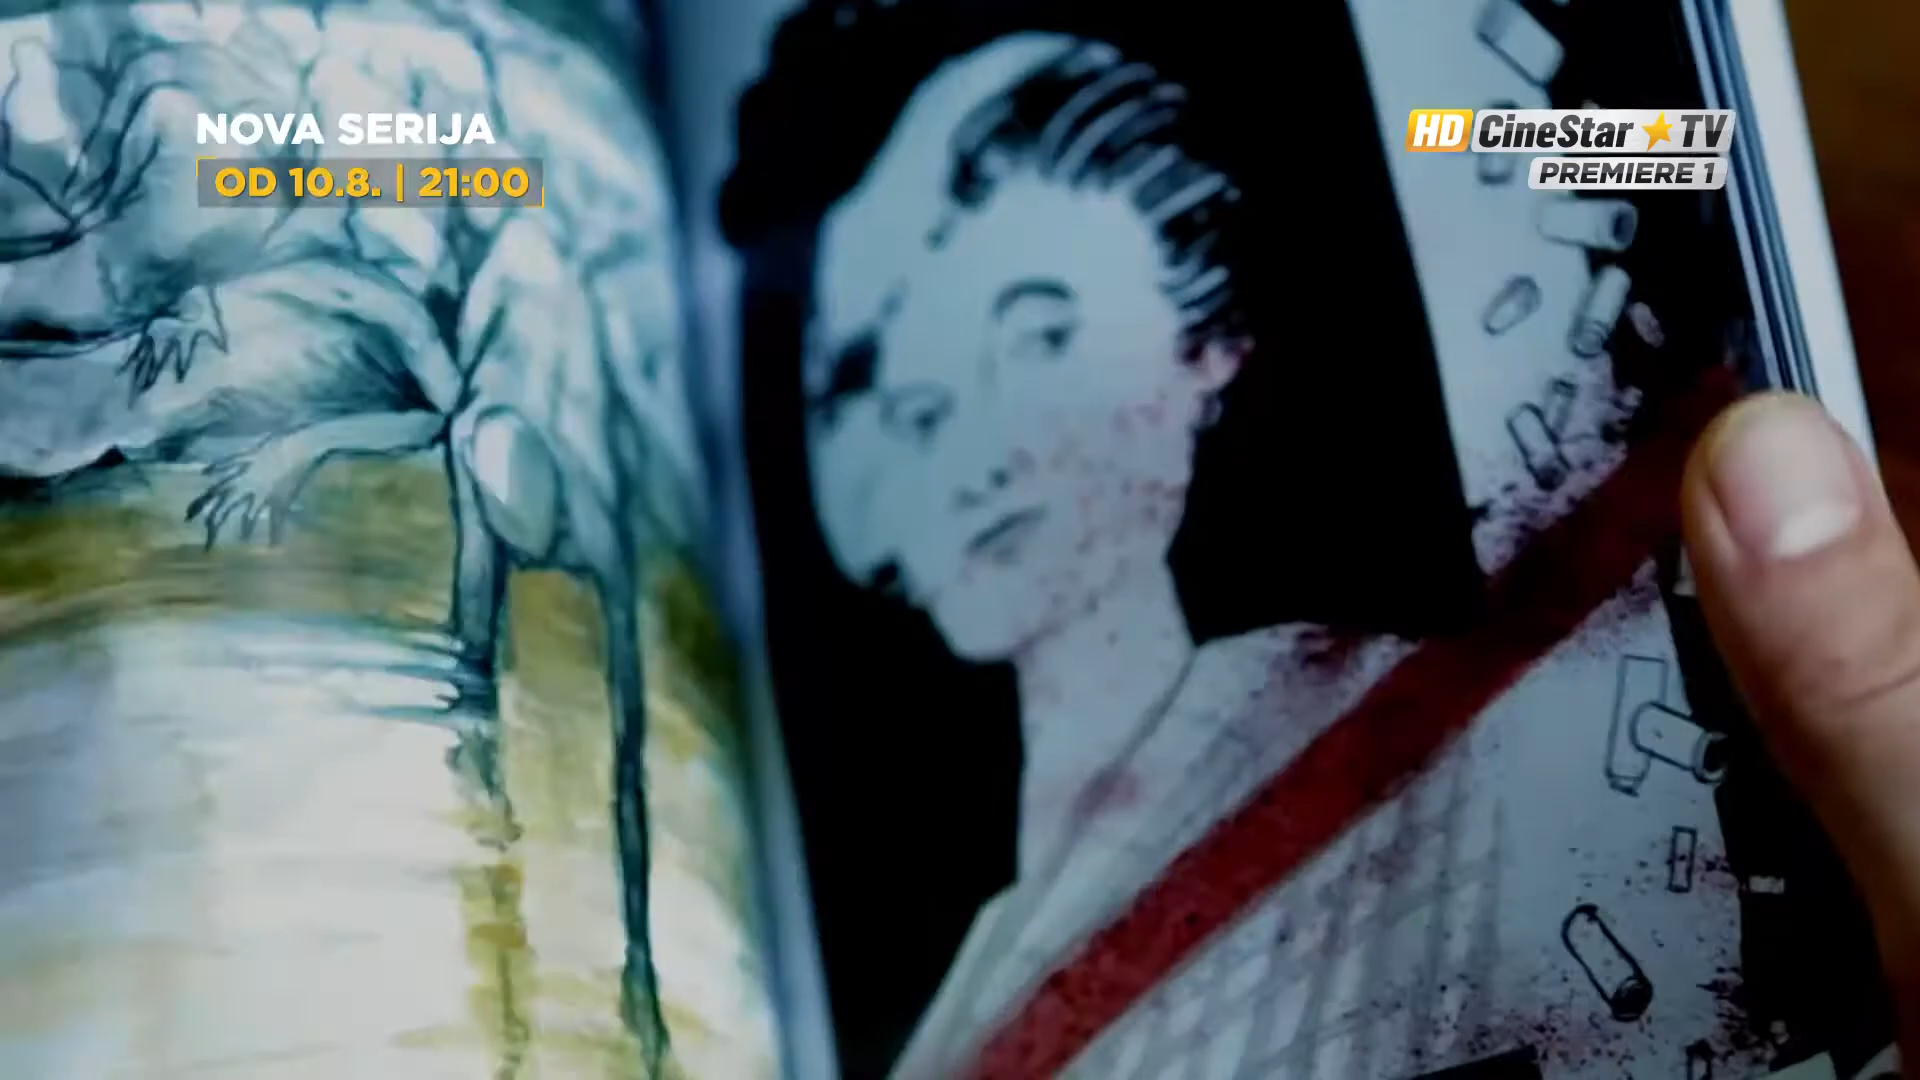 NOVA SERIJA
OD 10.8. | 21:00
HD CineStar TV
PREMIERE 1